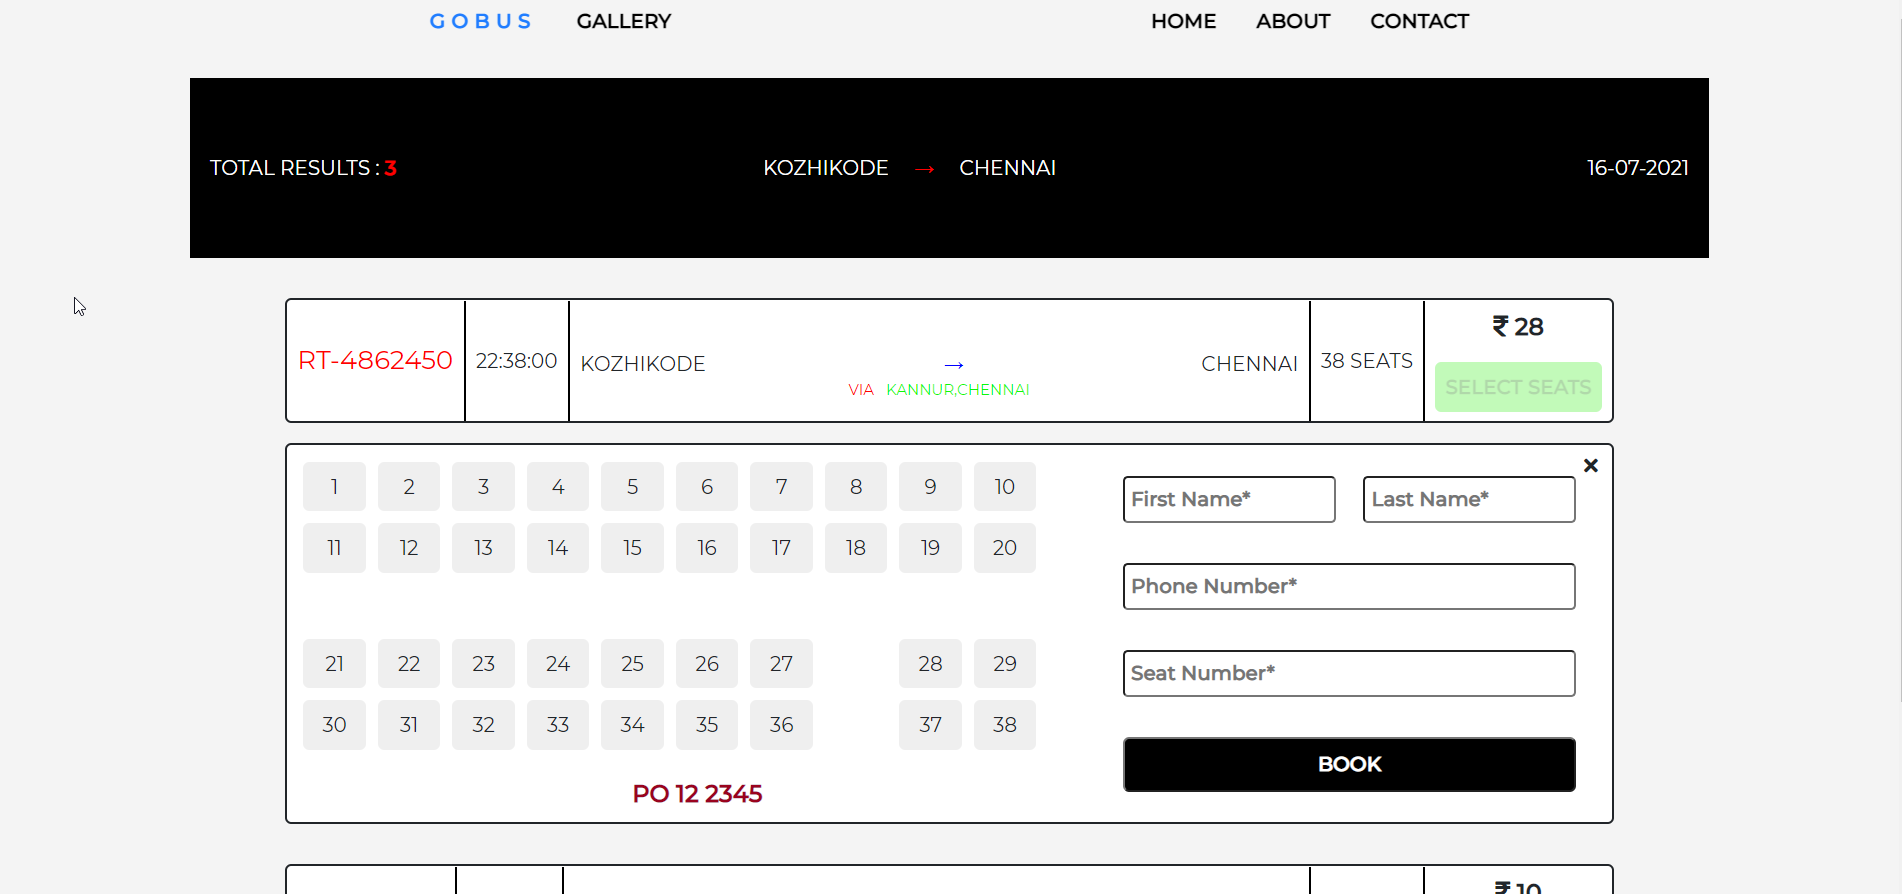 GOBUS GALLERY HOME ABOUT CONTACT
TOTAL RESULTS : 3 KOZHIKODE → CHENNAI 16-07-2021
RT-4862450 22:38:00 KOZHIKODE → CHENNAI 38 SEATS ₹ 28
VIA KANNUR,CHENNAI SELECT SEATS
1 2 3 4 5 6 7 8 9 10
11 12 13 14 15 16 17 18 19 20
21 22 23 24 25 26 27 28 29
30 31 32 33 34 35 36 37 38
PO 12 2345
First Name* Last Name*
Phone Number*
Seat Number*
BOOK
₹ 10